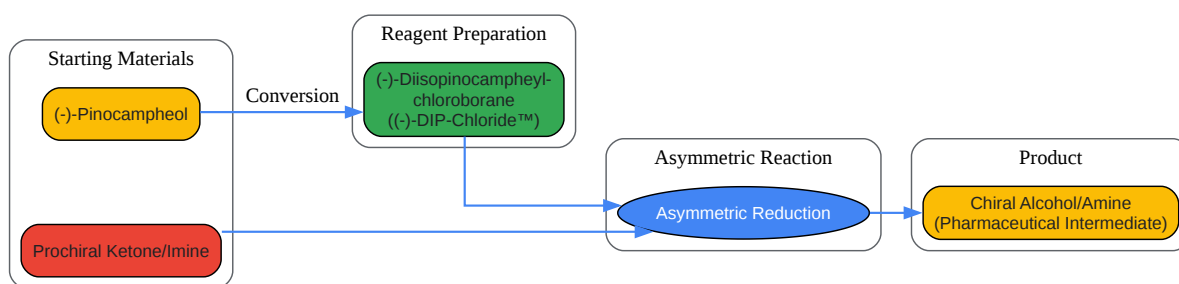 Starting Materials
(-)-Pinocampheol
Prochiral Ketone/Imine
Conversion
Reagent Preparation
(-)-Diisopinocampheyl-
chloroborane
((-)-DIP-Chloride™)
Asymmetric Reaction
Asymmetric Reduction
Product
Chiral Alcohol/Amine
(Pharmaceutical Intermediate)